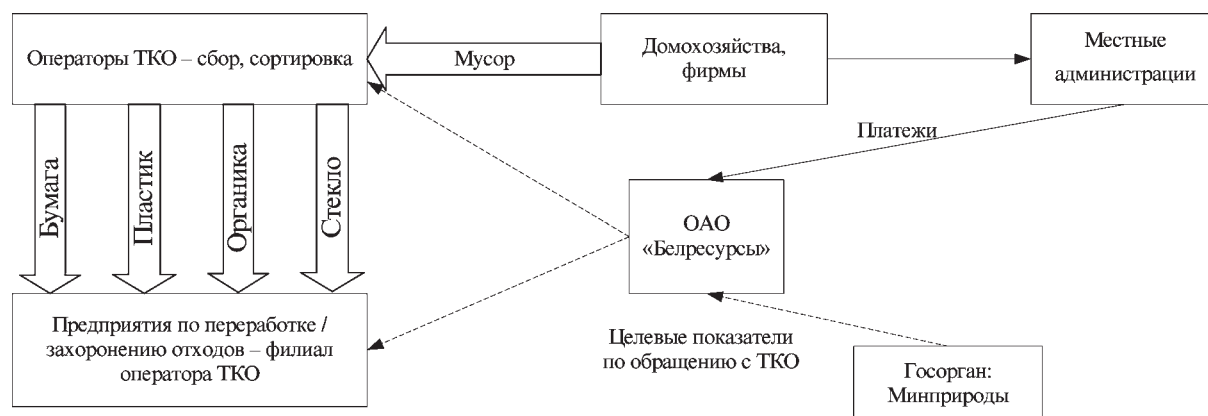 Операторы ТКО – сбор, сортировка
Мусор
Домохозяйства,
фирмы
Местные
администрации
Платежи
Бумага
Пластик
Органика
Стекло
ОАО
«Белресурсы»
Предприятия по переработке /
захоронению отходов – филиал
оператора ТКО
Целевые показатели
по обращению с ТКО
Госорган:
Минприроды